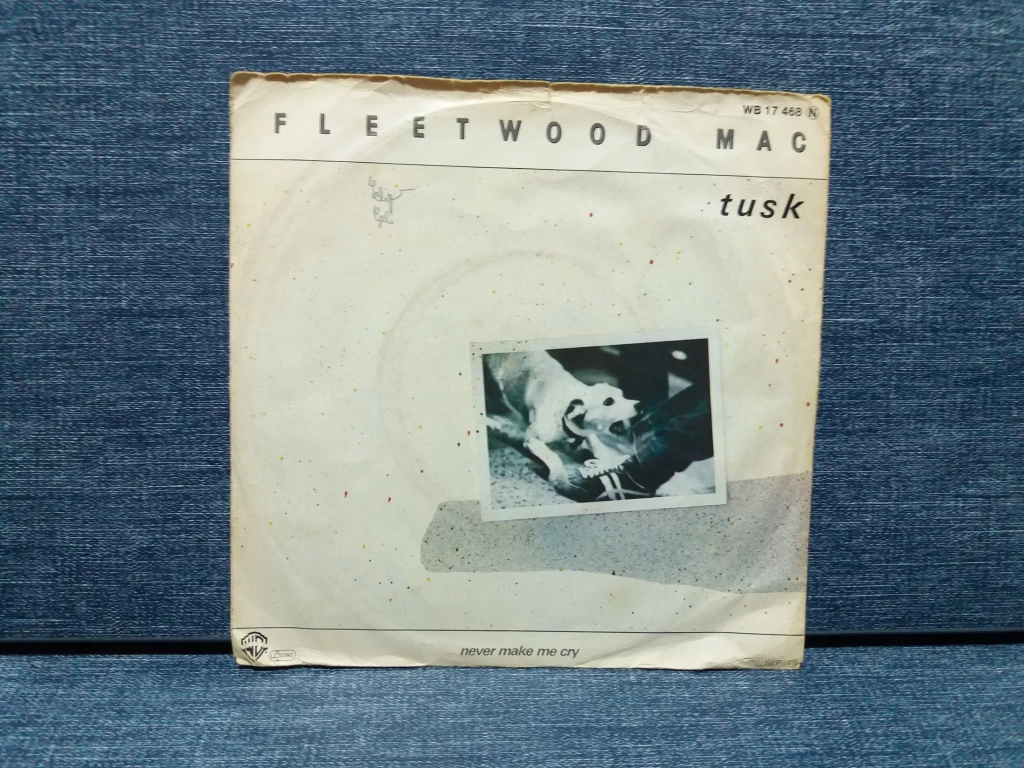 WB 17 468 N
FLEETWOOD MAC
tusk
never make me cry